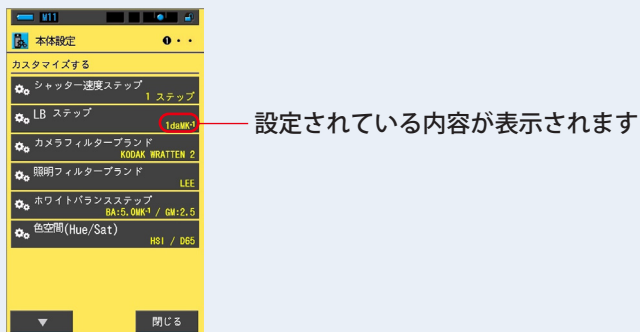 M11
本体設定
❶・・
カスタマイズする
シャッター速度ステップ
1 ステップ
LB ステップ
1daMK-¹
設定されている内容が表示されます
カメラフィルターブランド
KODAK WRATTEN 2
照明フィルターブランド
LEE
ホワイトバランスステップ
BA:5.0MK-¹ / GM:2.5
色空間(Hue/Sat)
HSI / D65
▼
閉じる